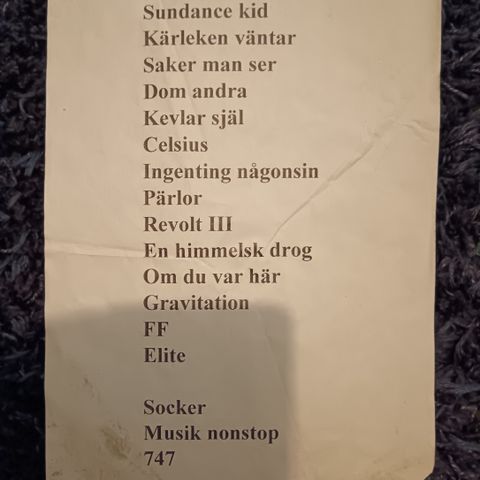 Sundance kid
Kärleken väntar
Saker man ser
Dom andra
Kevlar själ
Celsius
Ingenting någonsin
Pärlor
Revolt III
En himmelsk drog
Om du var här
Gravitation
FF
Elite
Socker
Musik nonstop
747